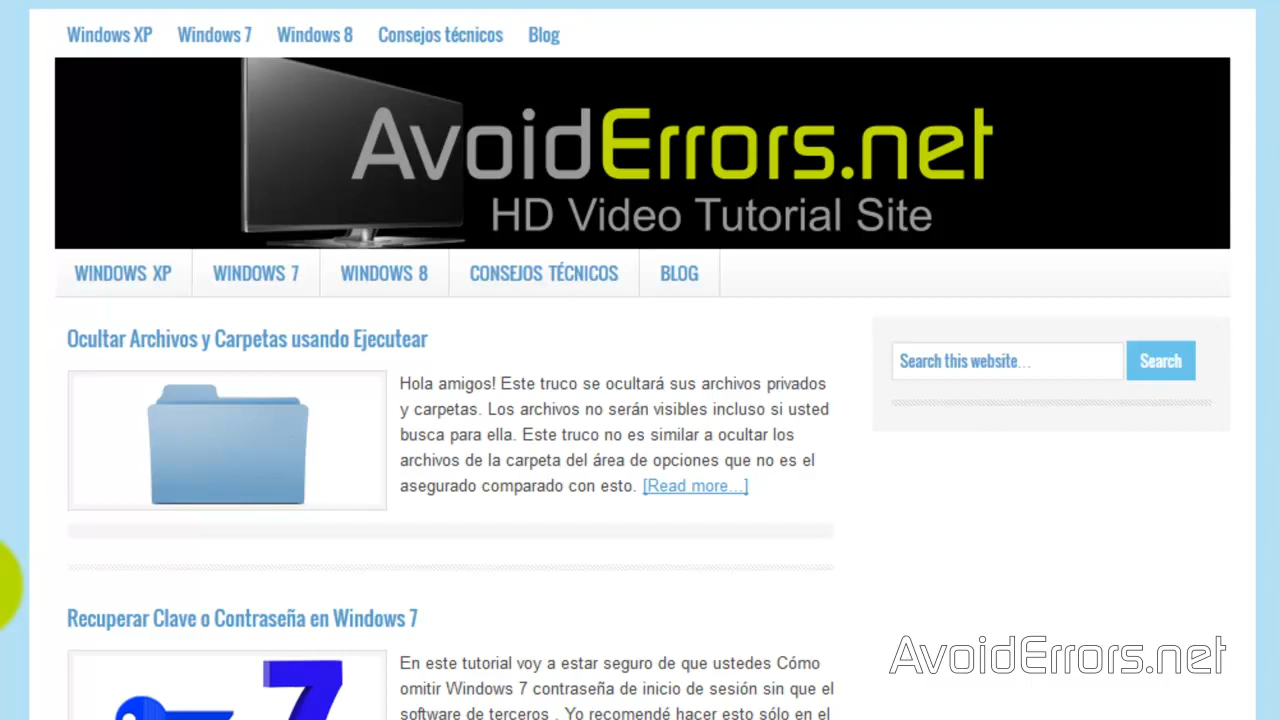 Windows XP Windows 7 Windows 8 Consejos técnicos Blog
AvoidErrors.net
HD Video Tutorial Site
WINDOWS XP WINDOWS 7 WINDOWS 8 CONSEJOS TÉCNICOS BLOG
Ocultar Archivos y Carpetas usando Ejecutear
Hola amigos! Este truco se ocultará sus archivos privados
y carpetas. Los archivos no serán visibles incluso si usted
busca para ella. Este truco no es similar a ocultar los
archivos de la carpeta del área de opciones que no es el
asegurado comparado con esto. [Read more...]
Search this website... Search
Recuperar Clave o Contraseña en Windows 7
7
En este tutorial voy a estar seguro de que ustedes Cómo
omitir Windows 7 contraseña de inicio de sesión sin que el
software de terceros . Yo recomendé hacer esto sólo en el
AvoidErrors.net